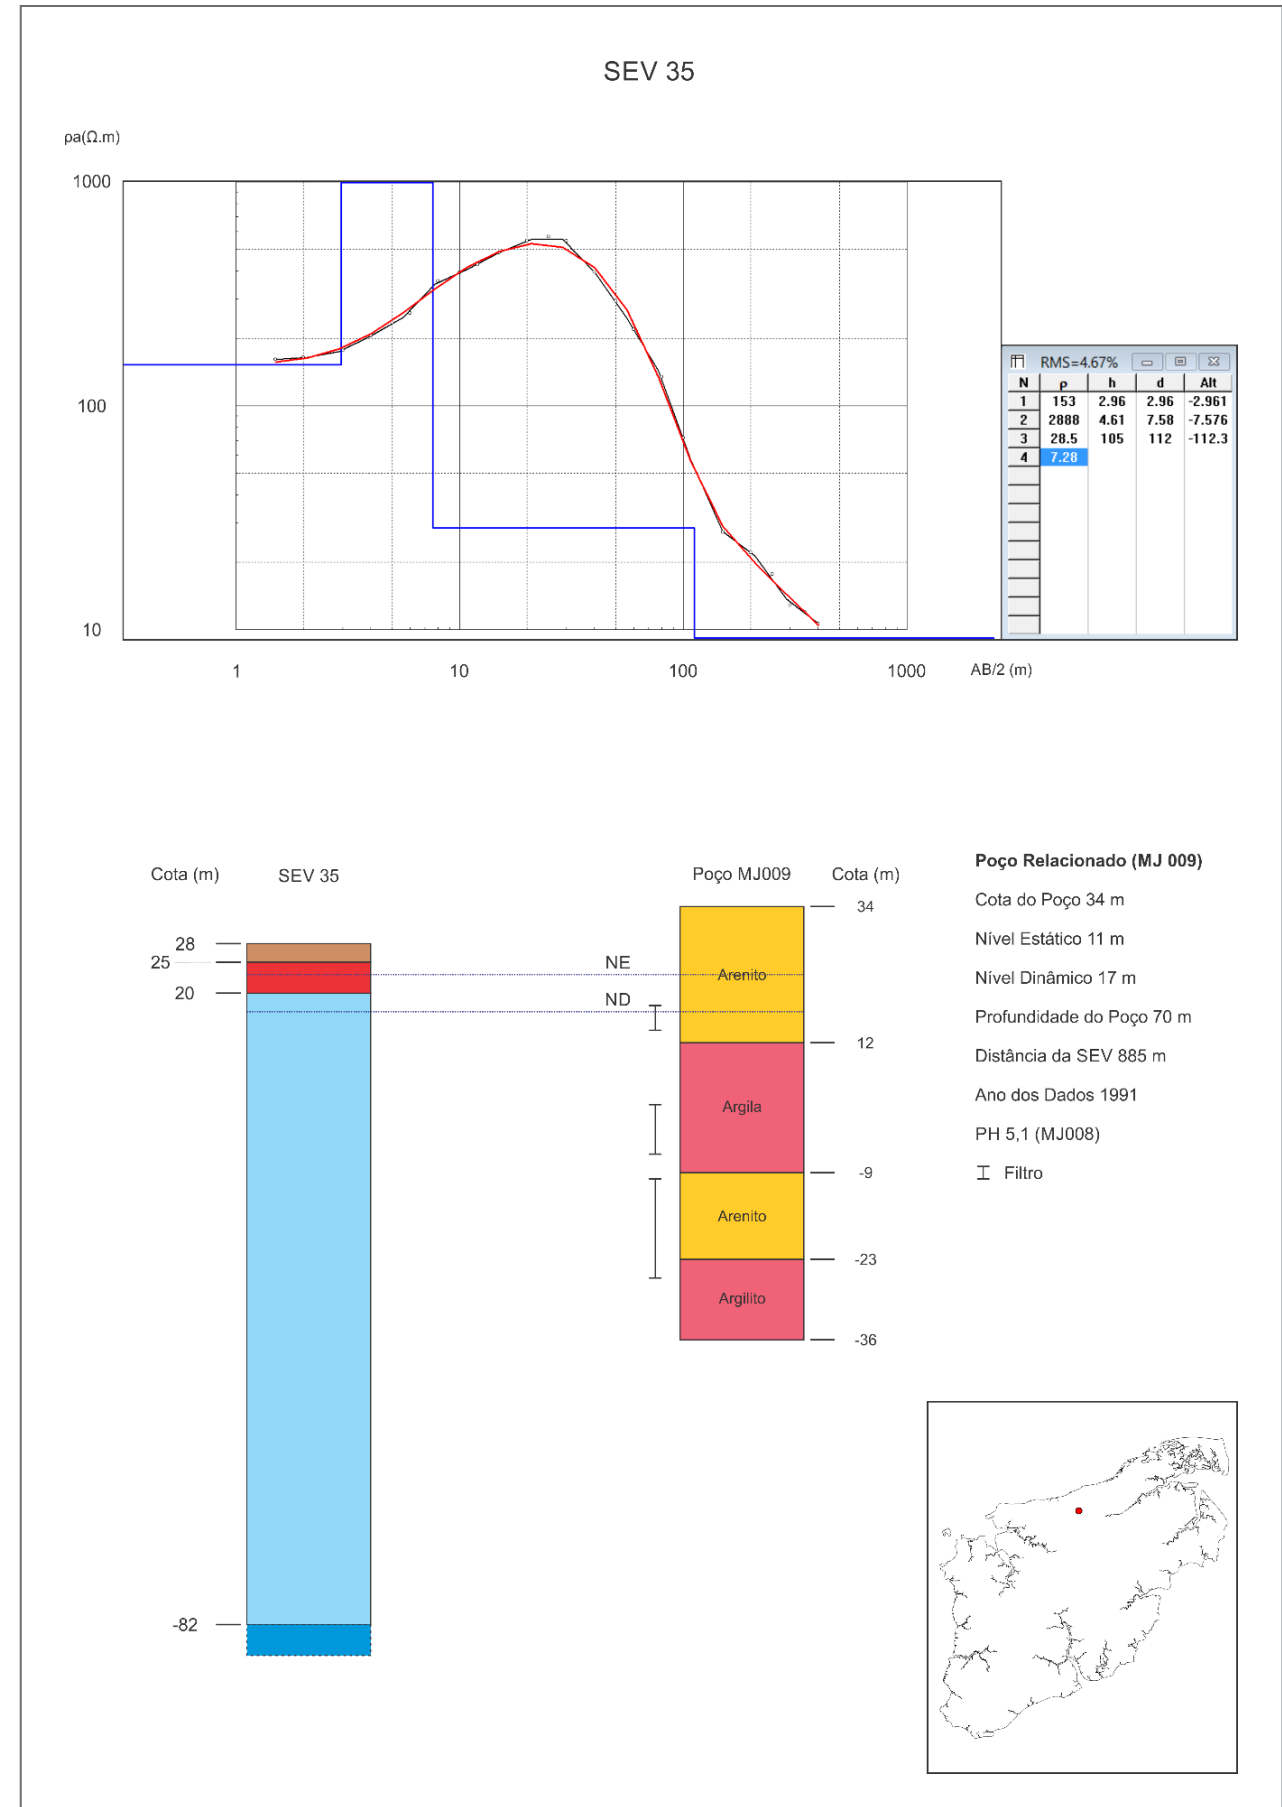 SEV 35
ρa(Ω.m)
1000
100
10
1 10 100 1000 AB/2 (m)
RMS=4.67%
N ρ h d Alt
1 153 2.96 2.96 -2.961
2 2888 4.61 7.58 -7.576
3 28.5 105 112 -112.3
4 7.28
Cota (m) SEV 35
28
25
20
-82
NE
ND
Poço MJ009 Cota (m)
34
Arenito
12
Argila
-9
Arenito
-23
Argilito
-36
Poço Relacionado (MJ 009)
Cota do Poço 34 m
Nível Estático 11 m
Nível Dinâmico 17 m
Profundidade do Poço 70 m
Distância da SEV 885 m
Ano dos Dados 1991
PH 5,1 (MJ008)
Filtro